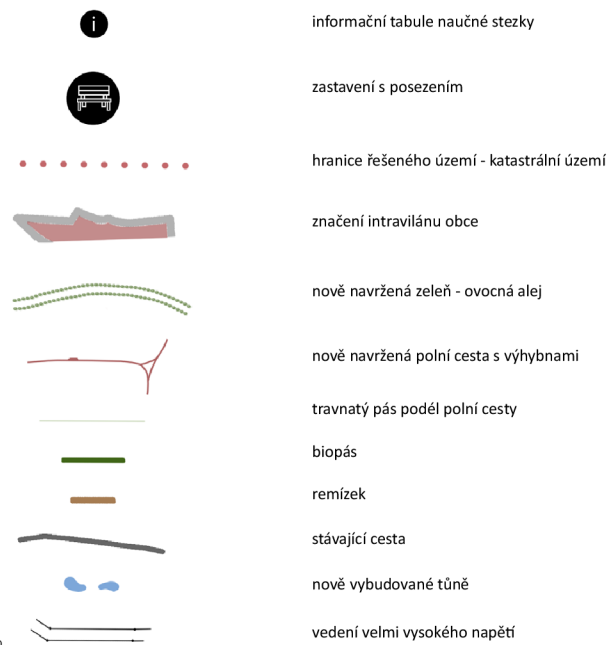 i
informační tabule naučné stezky
zastavení s posezením
hranice řešeného území - katastrální území
značení intravilánu obce
nově navržená zeleň - ovocná alej
nově navržená polní cesta s výhybnami
travnatý pás podél polní cesty
biopás
remízek
stávající cesta
nově vybudované tůně
vedení velmi vysokého napětí